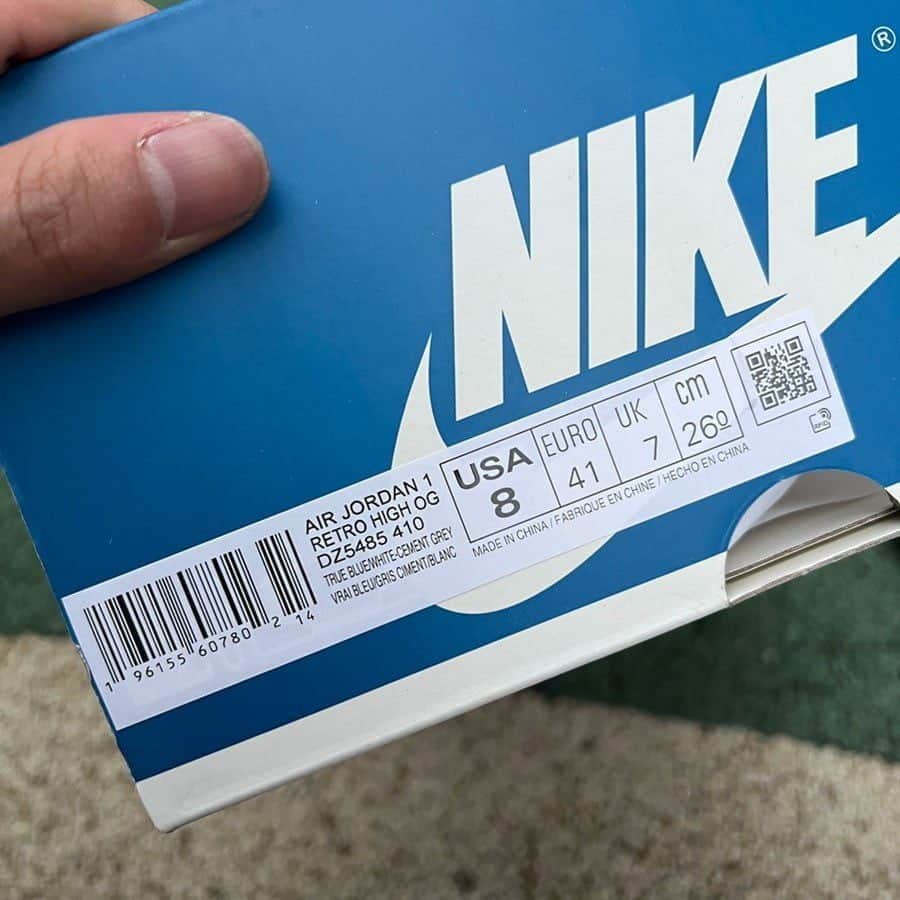 NIKE®
AIR JORDAN 1
RETRO HIGH OG
DZ5485 410
TRUE BLUE/WHITE-CEMENT GREY
VRAI BLEU/GRIS CIMENT/BLANC
USA
8
EURO
41
UK
7
cm
26º
MADE IN CHINA / FABRIQUE EN CHINE / HECHO EN CHINA
1 96155 60780 2 14
RFID